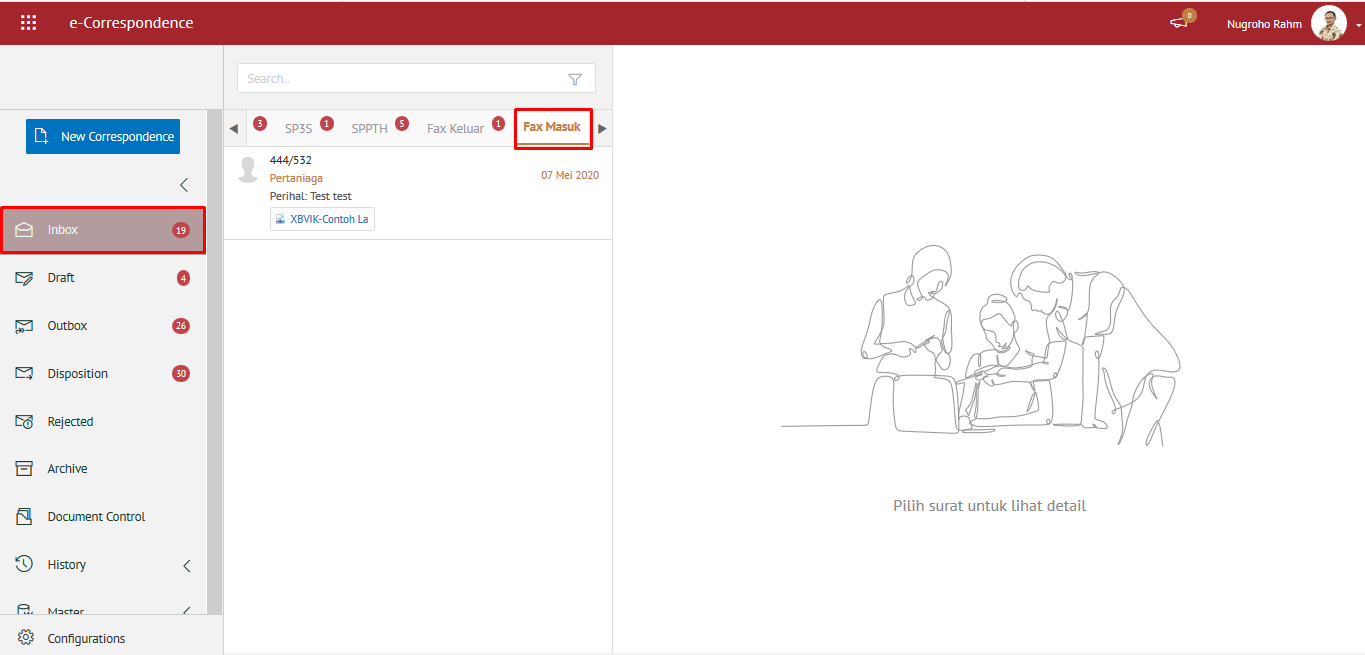 e-Correspondence
0
Nugroho Rahm
Search..
New Correspondence
3 SP3S 1 SPPTH 5 Fax Keluar 1 Fax Masuk
444/532
Pertaniaga
07 Mei 2020
Perihal: Test test
XBVIK-Contoh La
Inbox 19
Draft 4
Outbox 26
Disposition 30
Rejected
Archive
Document Control
History
Master
Configurations
Pilih surat untuk lihat detail